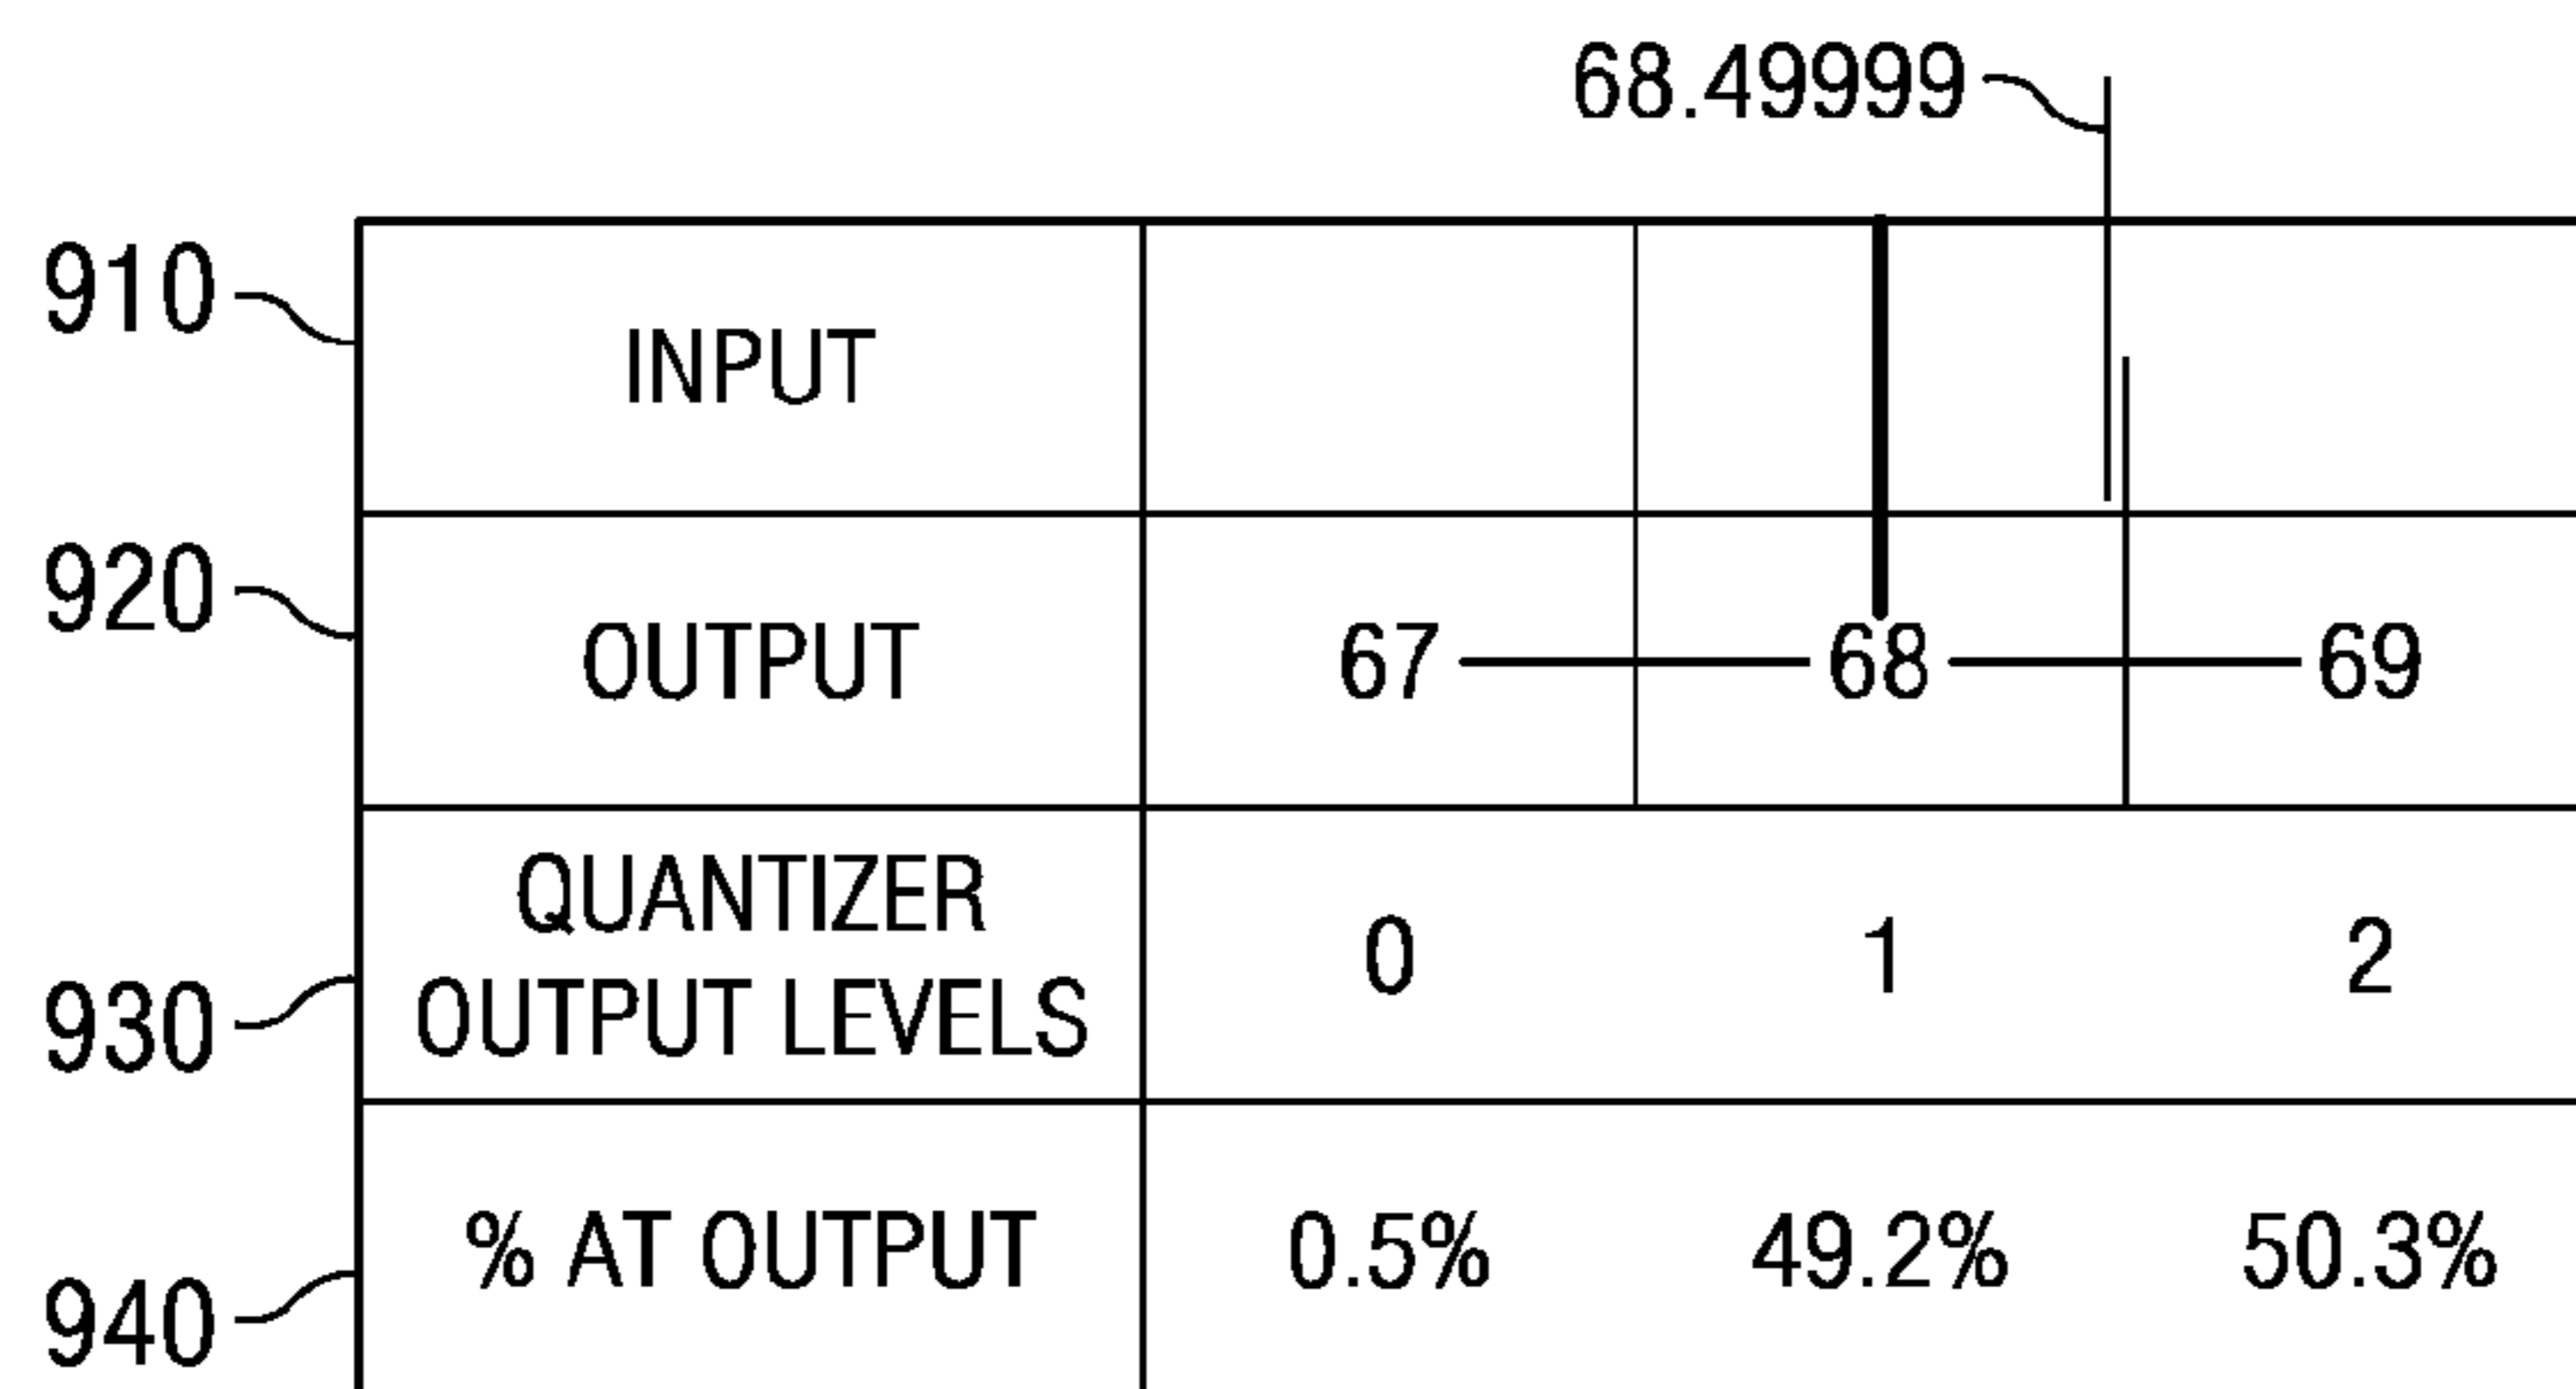 68.49999
910
INPUT
920
OUTPUT 67 68 69
QUANTIZER
OUTPUT LEVELS 0 1 2
930
% AT OUTPUT 0.5% 49.2% 50.3%
940